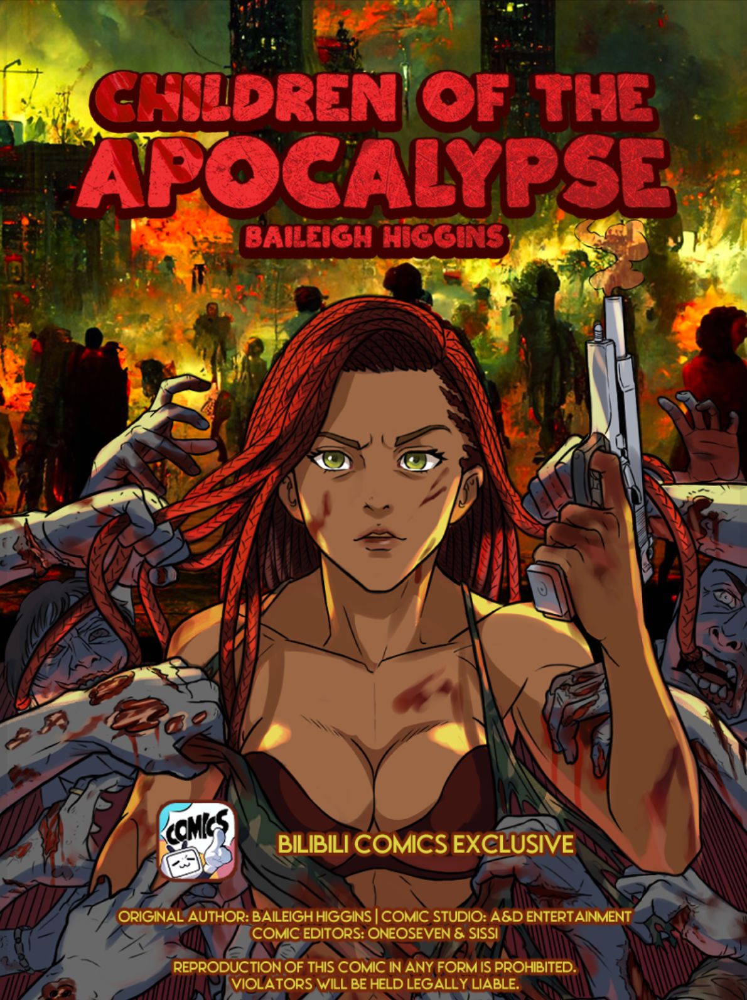 CHILDREN OF THE
APOCALYPSE
BAILEIGH HIGGINS
COMICS
BILIBILI COMICS EXCLUSIVE
ORIGINAL AUTHOR: BAILEIGH HIGGINS | COMIC STUDIO: A&D ENTERTAINMENT
COMIC EDITORS: ONEOSEVEN & SISSI
REPRODUCTION OF THIS COMIC IN ANY FORM IS PROHIBITED.
VIOLATORS WILL BE HELD LEGALLY LIABLE.